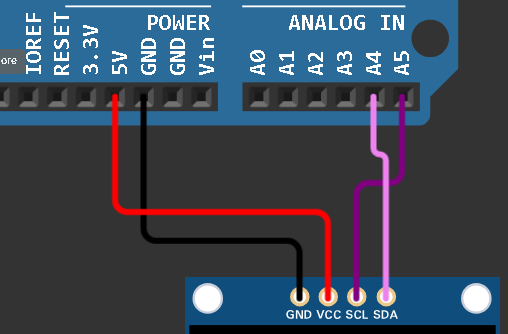 POWER ANALOG IN
ore IOREF RESET 3.3V 5V GND GND Vin A0 A1 A2 A3 A4 A5
GND VCC SCL SDA